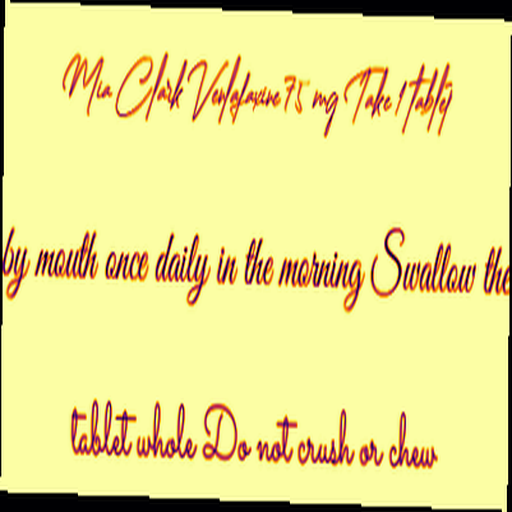 Mia Clark Venlafaxine 75 mg Take 1 tablet
by mouth once daily in the morning Swallow the
tablet whole Do not crush or chew